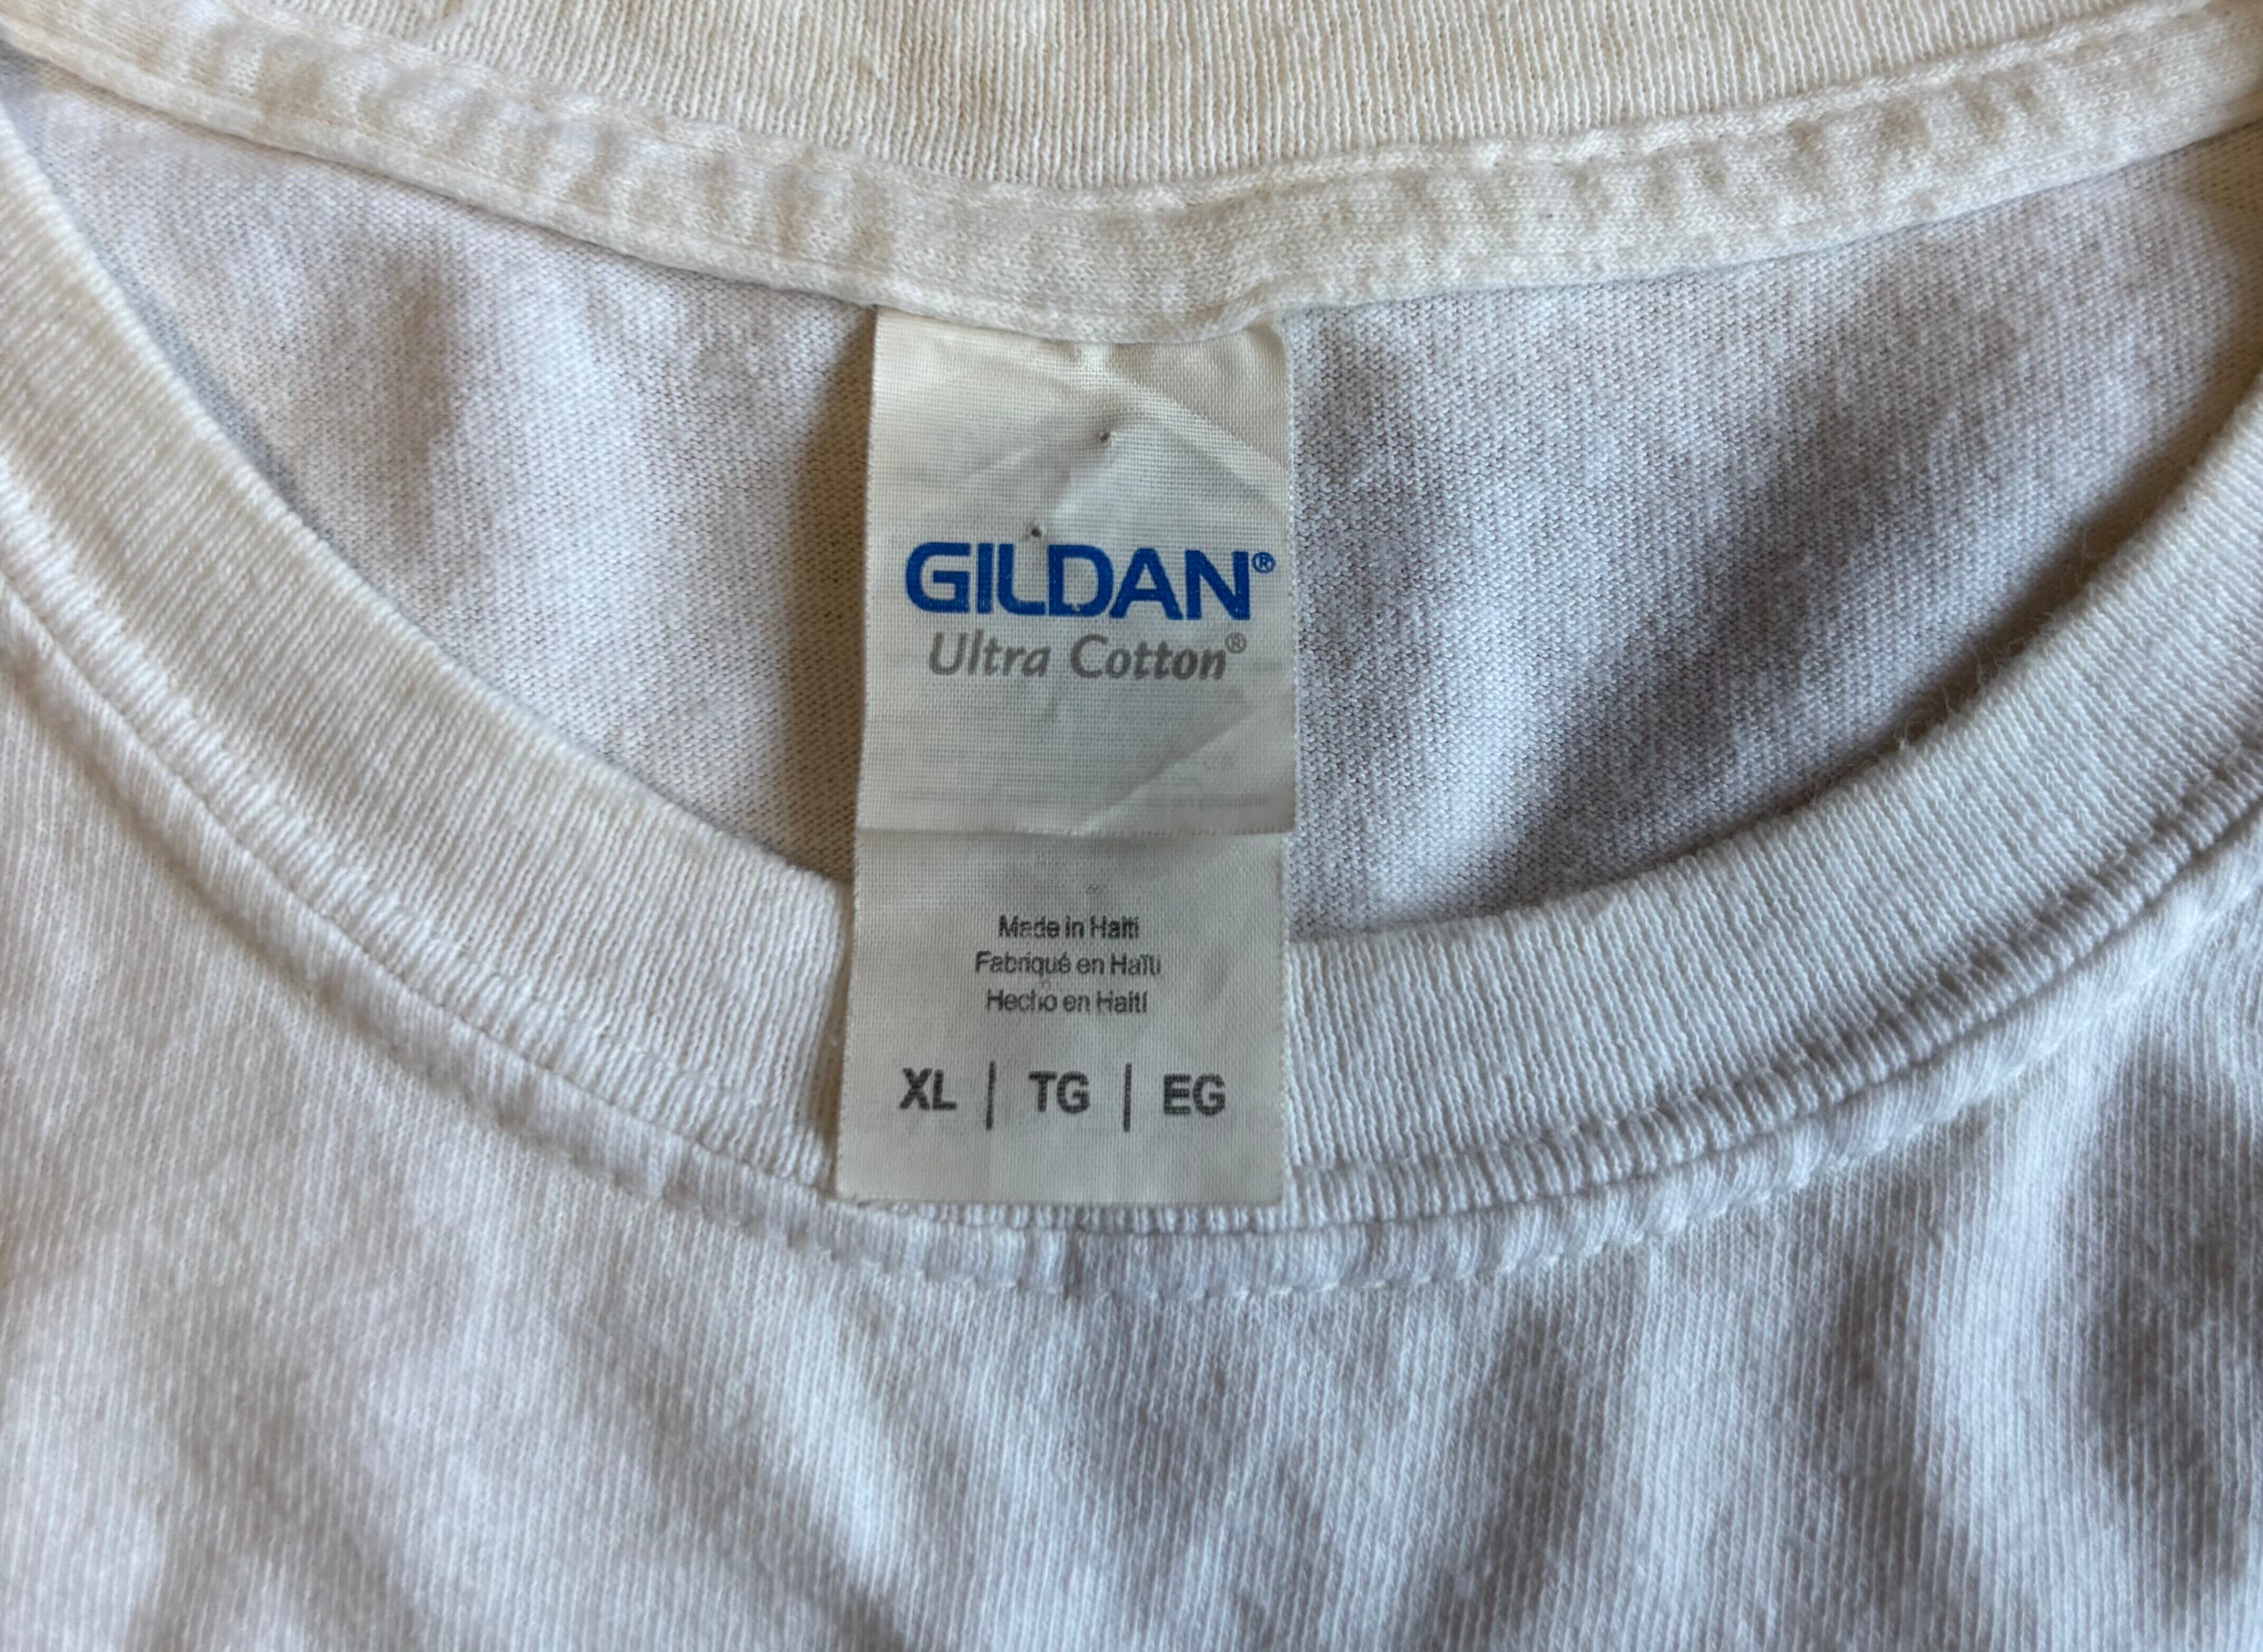 GILDAN®
Ultra Cotton®
Made in Haiti
Fabriqué en Haïti
Hecho en Haití
XL | TG | EG